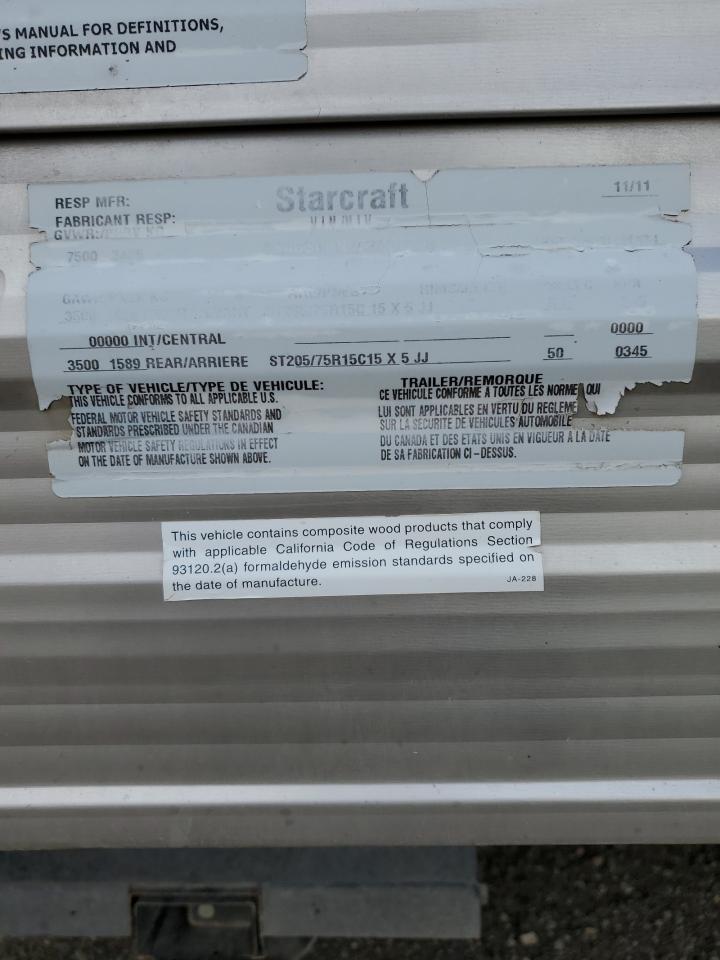 'S MANUAL FOR DEFINITIONS,
ING INFORMATION AND
RESP MFR: Starcraft 11/11
FABRICANT RESP:
7500
15 X 5 JJ
00000 INT/CENTRAL 0000
3500 1589 REAR/ARRIERE ST205/75R15C15 X 5 JJ 50 0345
TYPE OF VEHICLE/TYPE DE VEHICULE: TRAILER/REMORQUE
THIS VEHICLE CONFORMS TO ALL APPLICABLE U.S.
FEDERAL MOTOR VEHICLE SAFETY STANDARDS AND
STANDARDS PRESCRIBED UNDER THE CANADIAN
MOTOR VEHICLE SAFETY REGULATIONS IN EFFECT
ON THE DATE OF MANUFACTURE SHOWN ABOVE.
CE VEHICULE CONFORME A TOUTES LES NORME QUI
LUI SONT APPLICABLES EN VERTU DU REGLEME
SUR LA SECURITE DE VEHICULES AUTOMOBILE
DU CANADA ET DES ETATS UNIS EN VIGUEUR A LA DATE
DE SA FABRICATION CI-DESSUS.
This vehicle contains composite wood products that comply
with applicable California Code of Regulations Section
93120.2(a) formaldehyde emission standards specified on
the date of manufacture. JA-228